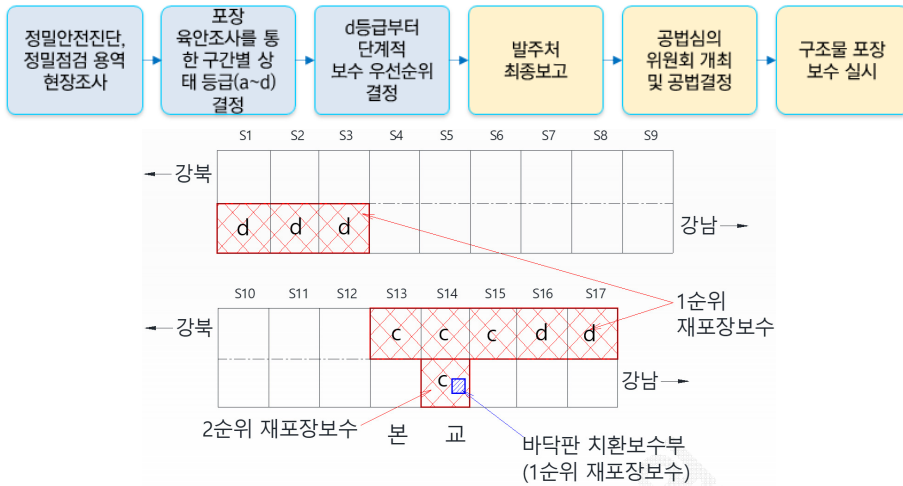 정밀안전진단,
정밀점검 용역
현장조사
포장
육안조사를 통
한 구간별 상
태 등급(a~d)
결정
d등급부터
단계적
보수 우선순위
결정
발주처
최종보고
공법심의
위원회 개최
및 공법결정
구조물 포장
보수 실시
S1 S2 S3 S4 S5 S6 S7 S8 S9
강북
d d d
강남
S10 S11 S12 S13 S14 S15 S16 S17
1순위
재포장보수
강북
c c c d d
c
강남
2순위 재포장보수
본 교
바닥판 치환보수부
(1순위 재포장보수)